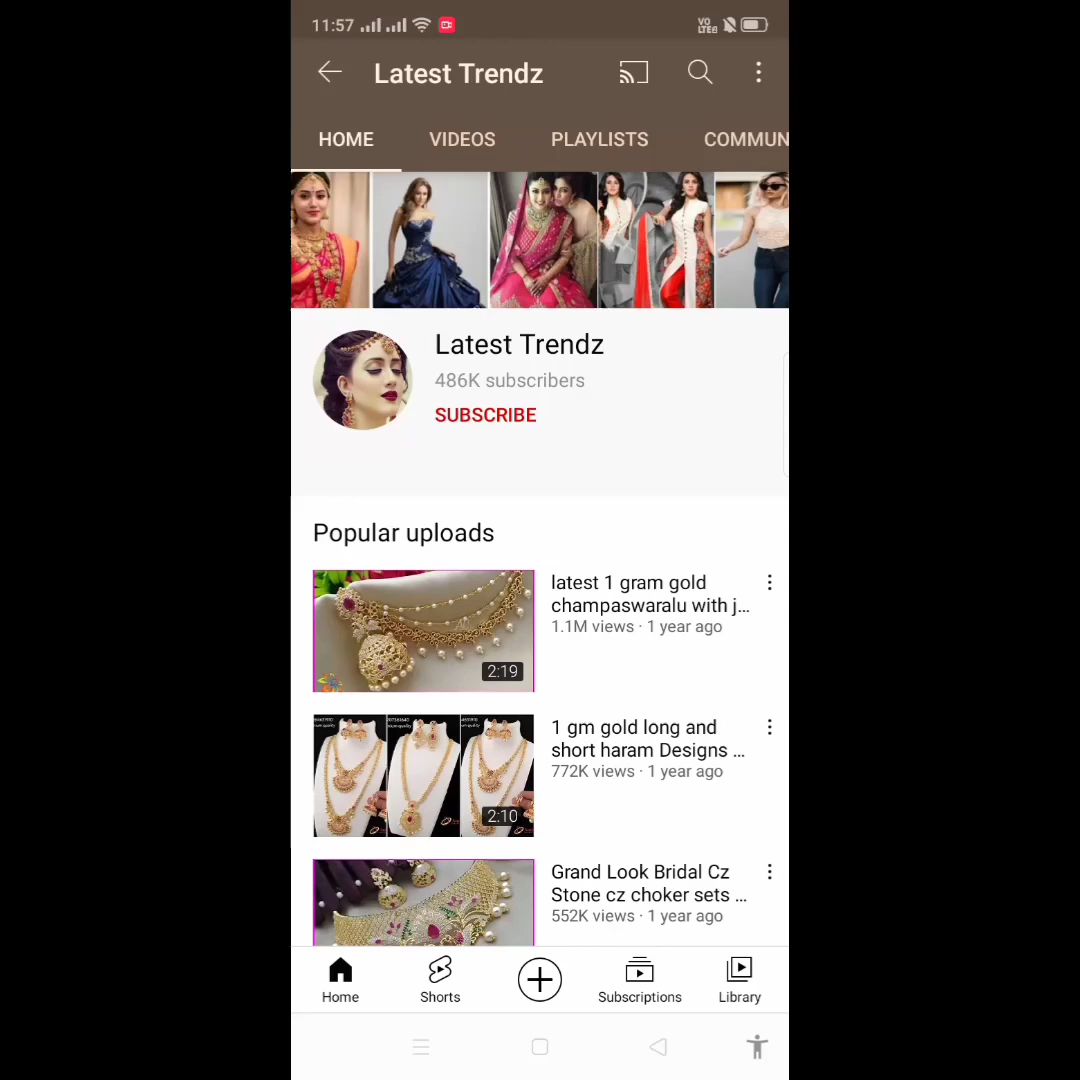 11:57
VO
LTE
Latest Trendz
HOME VIDEOS PLAYLISTS COMMUN
Latest Trendz
486K subscribers
SUBSCRIBE
Popular uploads
latest 1 gram gold
champaswaralu with j...
1.1M views · 1 year ago
2:19
1 gm gold long and
short haram Designs ...
772K views · 1 year ago
2:10
Grand Look Bridal Cz
Stone cz choker sets ...
552K views · 1 year ago
Home Shorts Subscriptions Library